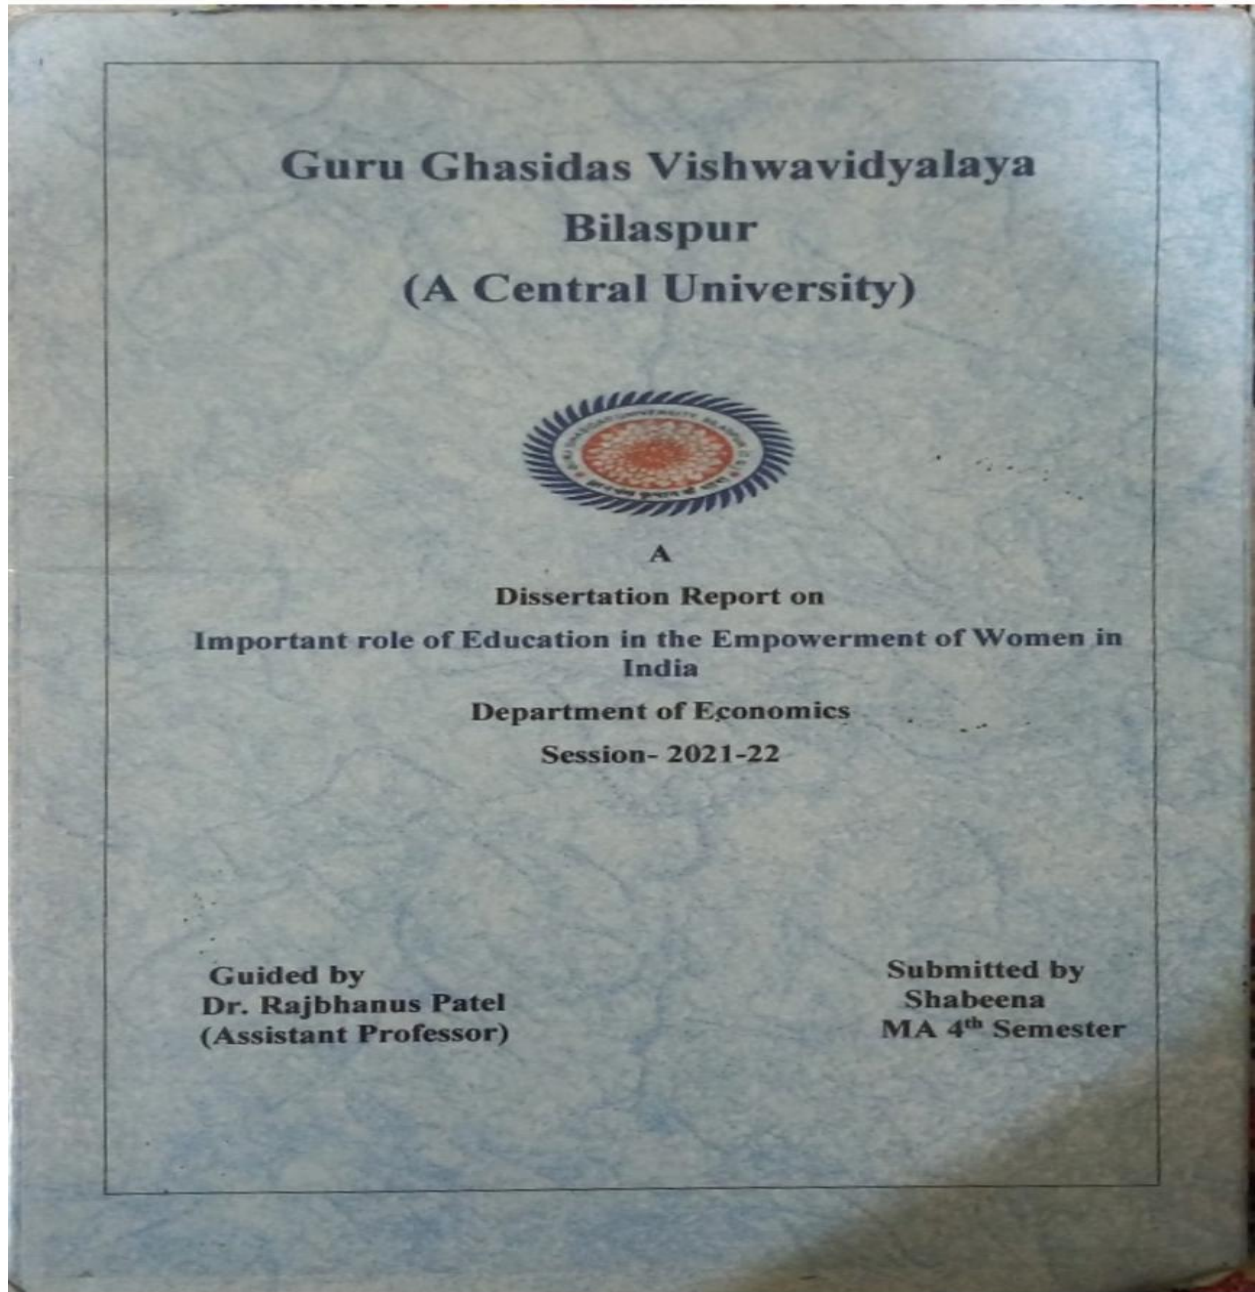 Guru Ghasidas Vishwavidyalaya
Bilaspur
(A Central University)
A
Dissertation Report on
Important role of Education in the Empowerment of Women in
India
Department of Economics
Session- 2021-22
Guided by
Dr. Rajbhanus Patel
(Assistant Professor)
Submitted by
Shabeena
MA 4th Semester